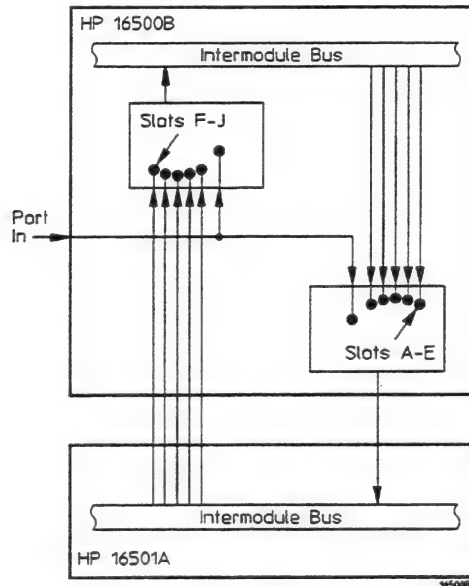 HP 16500B
Intermodule Bus
Slots F-J
Port
In
Slots A-E
Intermodule Bus
HP 16501A